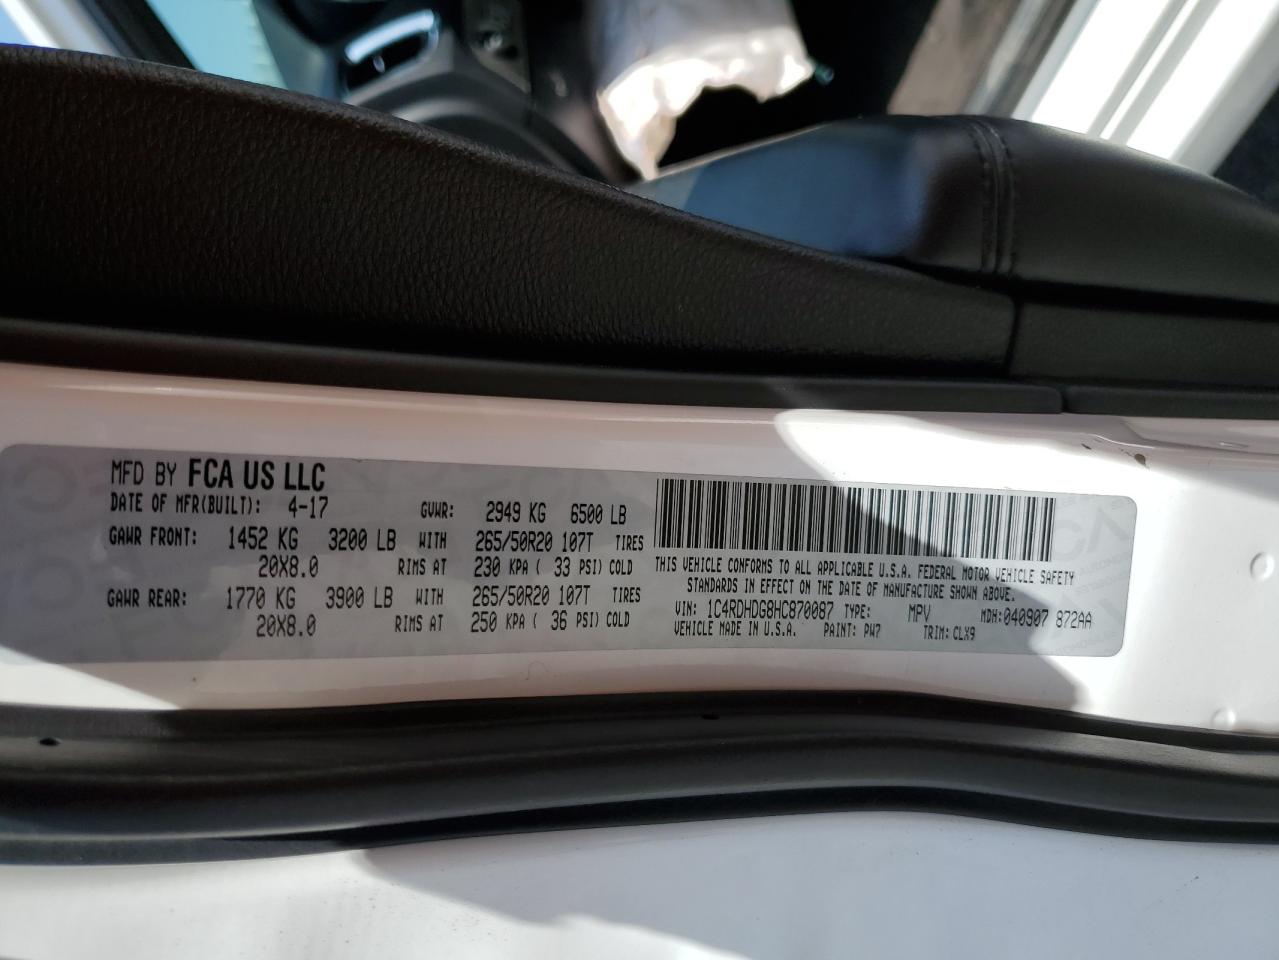 MFD BY FCA US LLC
DATE OF MFR(BUILT): 4-17 GVWR: 2949 KG 6500 LB
GAWR FRONT: 1452 KG 3200 LB WITH 265/50R20 107T TIRES
20X8.0 RIMS AT 230 KPA ( 33 PSI) COLD
GAWR REAR: 1770 KG 3900 LB WITH 265/50R20 107T TIRES
20X8.0 RIMS AT 250 KPA ( 36 PSI) COLD
THIS VEHICLE CONFORMS TO ALL APPLICABLE U.S.A. FEDERAL MOTOR VEHICLE SAFETY
STANDARDS IN EFFECT ON THE DATE OF MANUFACTURE SHOWN ABOVE.
VIN: 1C4RDHDG8HC870087 TYPE: MPV MDH:040907 872AA
VEHICLE MADE IN U.S.A. PAINT: PW7 TRIM: CLX9